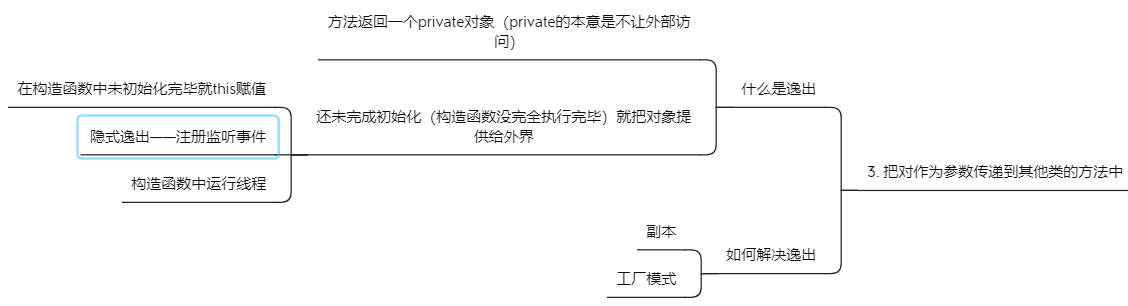 方法返回一个private对象（private的本意是不让外部访
问）
在构造函数中未初始化完毕就this赋值
什么是逸出
还未完成初始化（构造函数没完全执行完毕）就把对象提
供给外界
隐式逸出——注册监听事件
3. 把对作为参数传递到其他类的方法中
构造函数中运行线程
副本
如何解决逸出
工厂模式